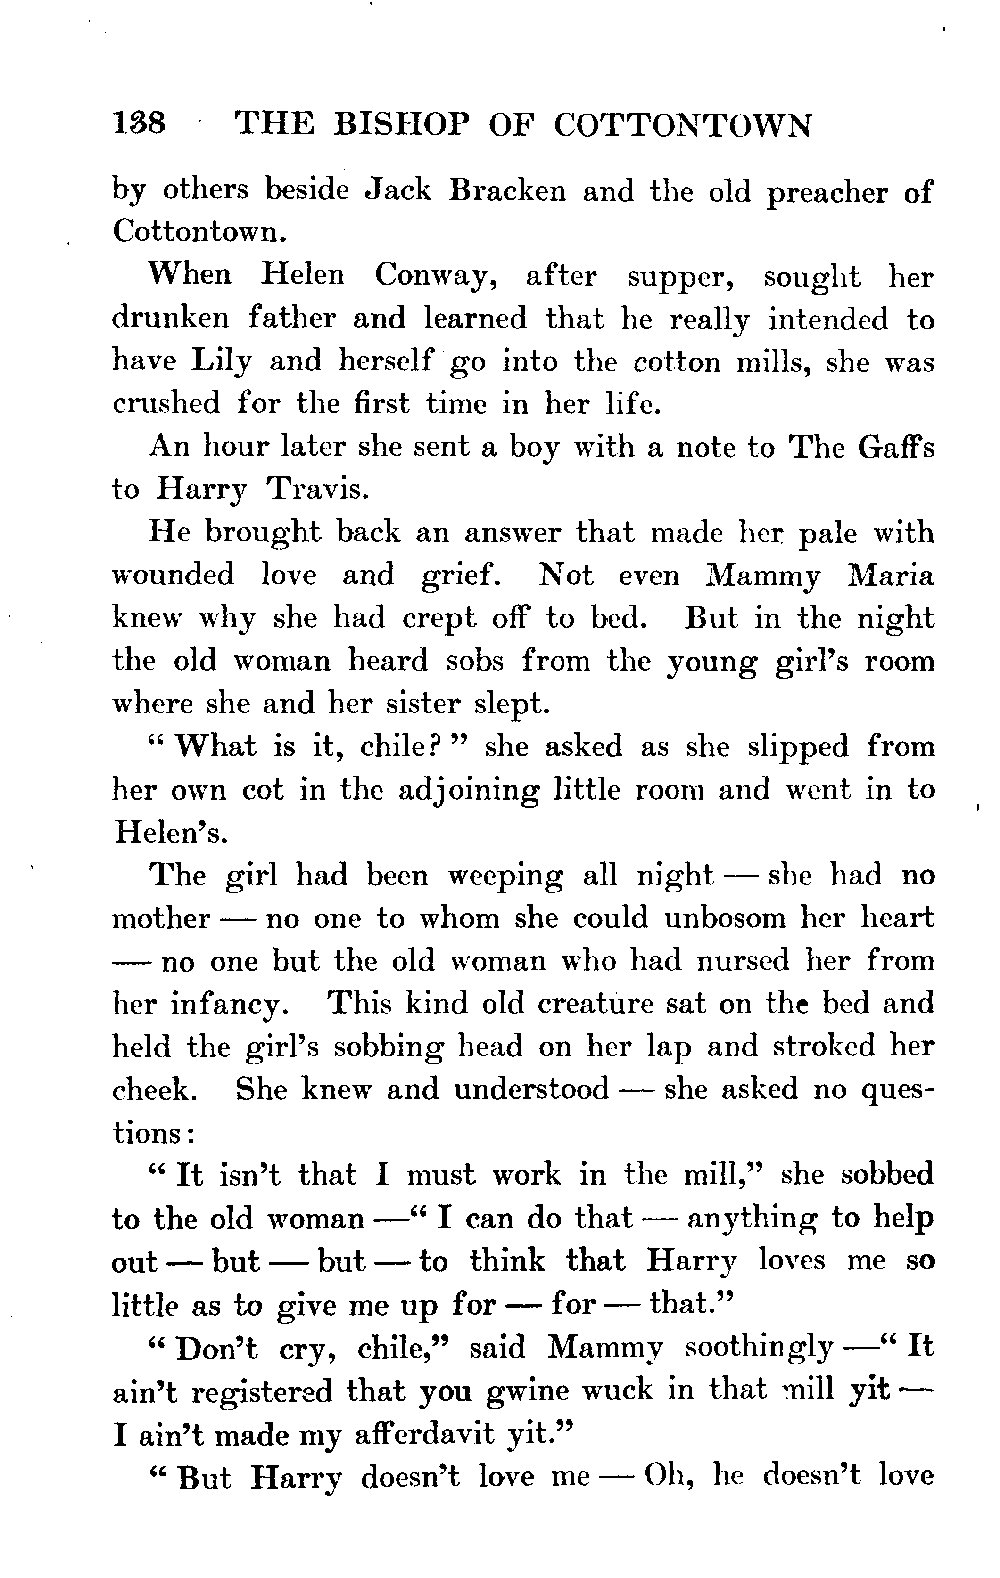 138 THE BISHOP OF COTTONTOWN
by others beside Jack Bracken and the old preacher of
Cottontown.
When Helen Conway, after supper, sought her
drunken father and learned that he really intended to
have Lily and herself go into the cotton mills, she was
crushed for the first time in her life.
An hour later she sent a boy with a note to The Gaffs
to Harry Travis.
He brought back an answer that made her pale with
wounded love and grief. Not even Mammy Maria
knew why she had crept off to bed. But in the night
the old woman heard sobs from the young girl's room
where she and her sister slept.
“ What is it, chile? ” she asked as she slipped from
her own cot in the adjoining little room and went in to
Helen's.
The girl had been weeping all night — she had no
mother — no one to whom she could unbosom her heart
— no one but the old woman who had nursed her from
her infancy. This kind old creature sat on the bed and
held the girl's sobbing head on her lap and stroked her
cheek. She knew and understood — she asked no ques-
tions:
“ It isn't that I must work in the mill,” she sobbed
to the old woman —“ I can do that — anything to help
out — but — but — to think that Harry loves me so
little as to give me up for — for — that.”
“ Don't cry, chile,” said Mammy soothingly —“ It
ain't registered that you gwine wuck in that mill yit —
I ain't made my afferdavit yit.”
“ But Harry doesn't love me — Oh, he doesn't love